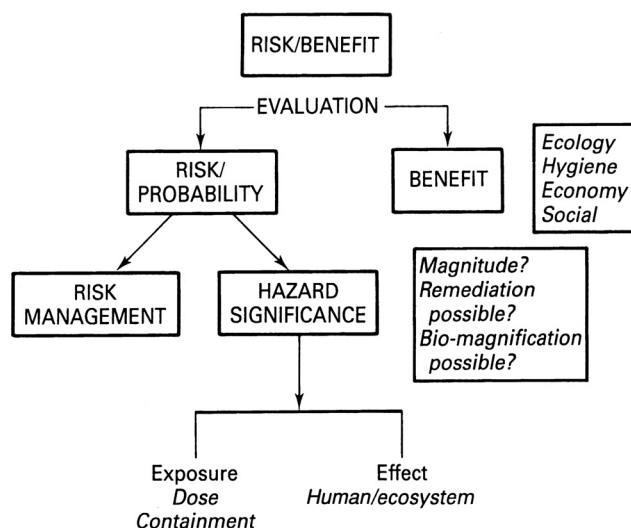 RISK/BENEFIT
EVALUATION
RISK/
PROBABILITY
BENEFIT
Ecology
Hygiene
Economy
Social
RISK
MANAGEMENT
HAZARD
SIGNIFICANCE
Magnitude?
Remediation
possible?
Bio-magnification
possible?
Exposure
Dose
Containment
Effect
Human/ecosystem